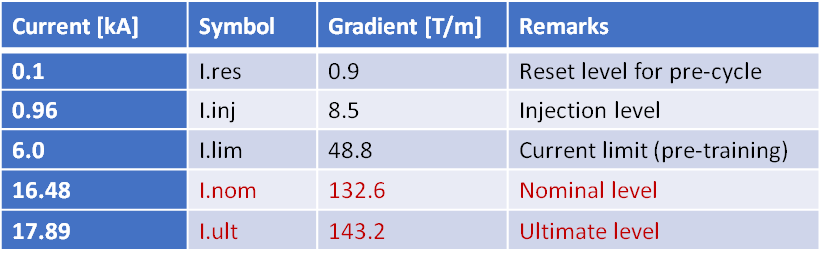 Current [kA] Symbol Gradient [T/m] Remarks
0.1 I.res 0.9 Reset level for pre-cycle
0.96 I.inj 8.5 Injection level
6.0 I.lim 48.8 Current limit (pre-training)
16.48 I.nom 132.6 Nominal level
17.89 I.ult 143.2 Ultimate level